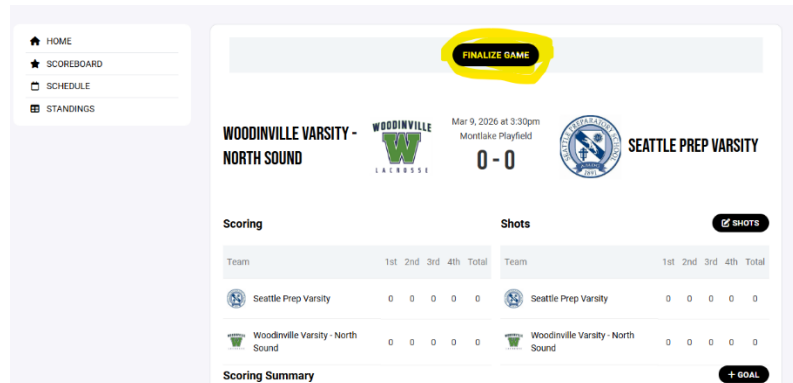 HOME
SCOREBOARD
SCHEDULE
STANDINGS
FINALIZE GAME
WOODINVILLE VARSITY -
NORTH SOUND
WOODINVILLE
W
LACROSSE
Mar 9, 2026 at 3:30pm
Montlake Playfield
0 - 0
SEATTLE PREPARATORY SCHOOL
1891
SEATTLE PREP VARSITY
Scoring
Team 1st 2nd 3rd 4th Total
Seattle Prep Varsity 0 0 0 0 0
Woodinville Varsity - North
Sound 0 0 0 0 0
Shots
SHOTS
Team 1st 2nd 3rd 4th Total
Seattle Prep Varsity 0 0 0 0 0
Woodinville Varsity - North
Sound 0 0 0 0 0
Scoring Summary
+ GOAL